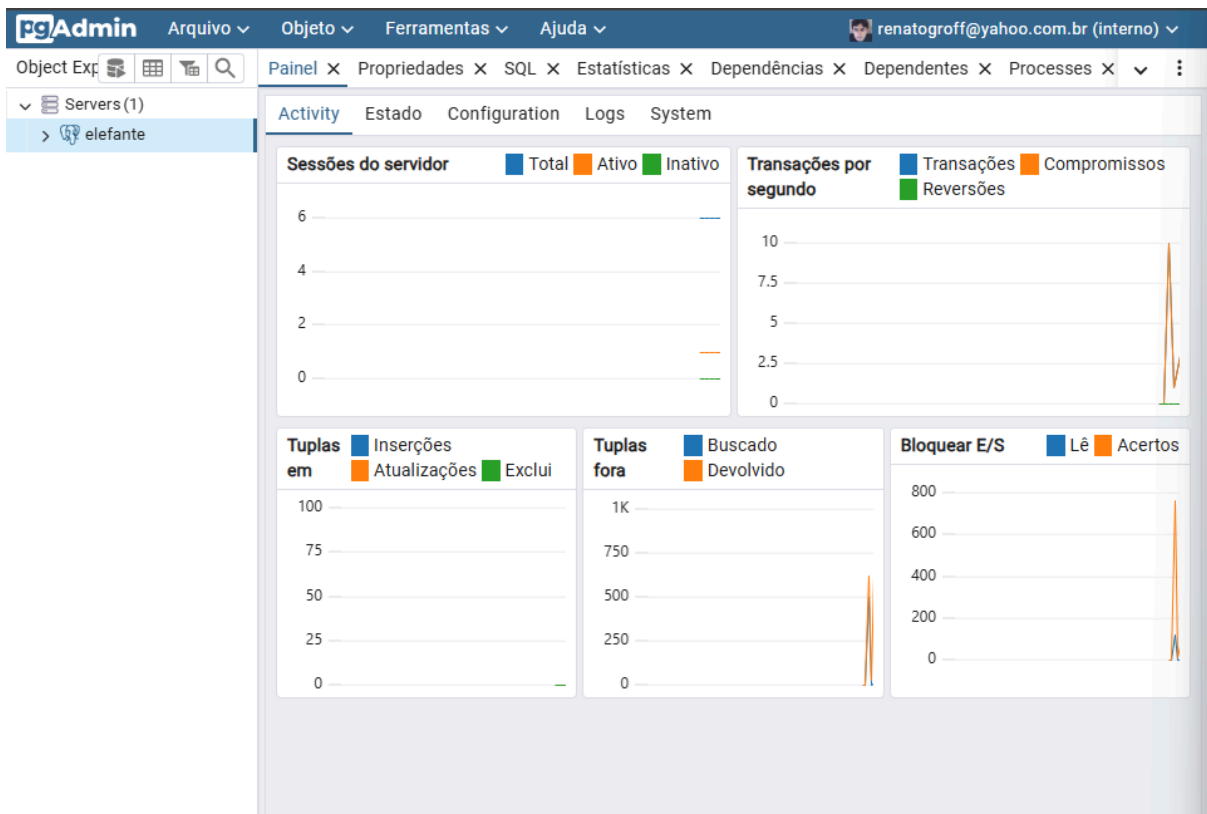 pgAdmin Arquivo Objeto Ferramentas Ajuda renatogroff@yahoo.com.br (interno)
Object Exp Painel Propriedades SQL Estatísticas Dependências Dependentes Processes
Servers (1)
elefante
Activity Estado Configuration Logs System
Sessões do servidor Total Ativo Inativo
6
4
2
0
Transações por segundo Transações Compromissos
Reversões
10
7.5
5
2.5
0
Tuplas em Inserções
Atualizações Exclui
100
75
50
25
0
Tuplas fora Buscado
Devolvido
1K
750
500
250
0
Bloquear E/S Lê Acertos
800
600
400
200
0